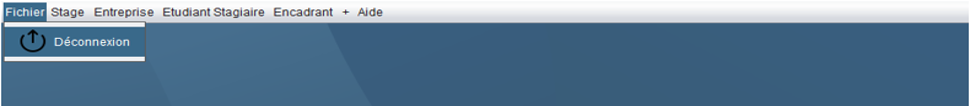 Fichier Stage Entreprise Etudiant Stagiaire Encadrant + Aide
Déconnexion